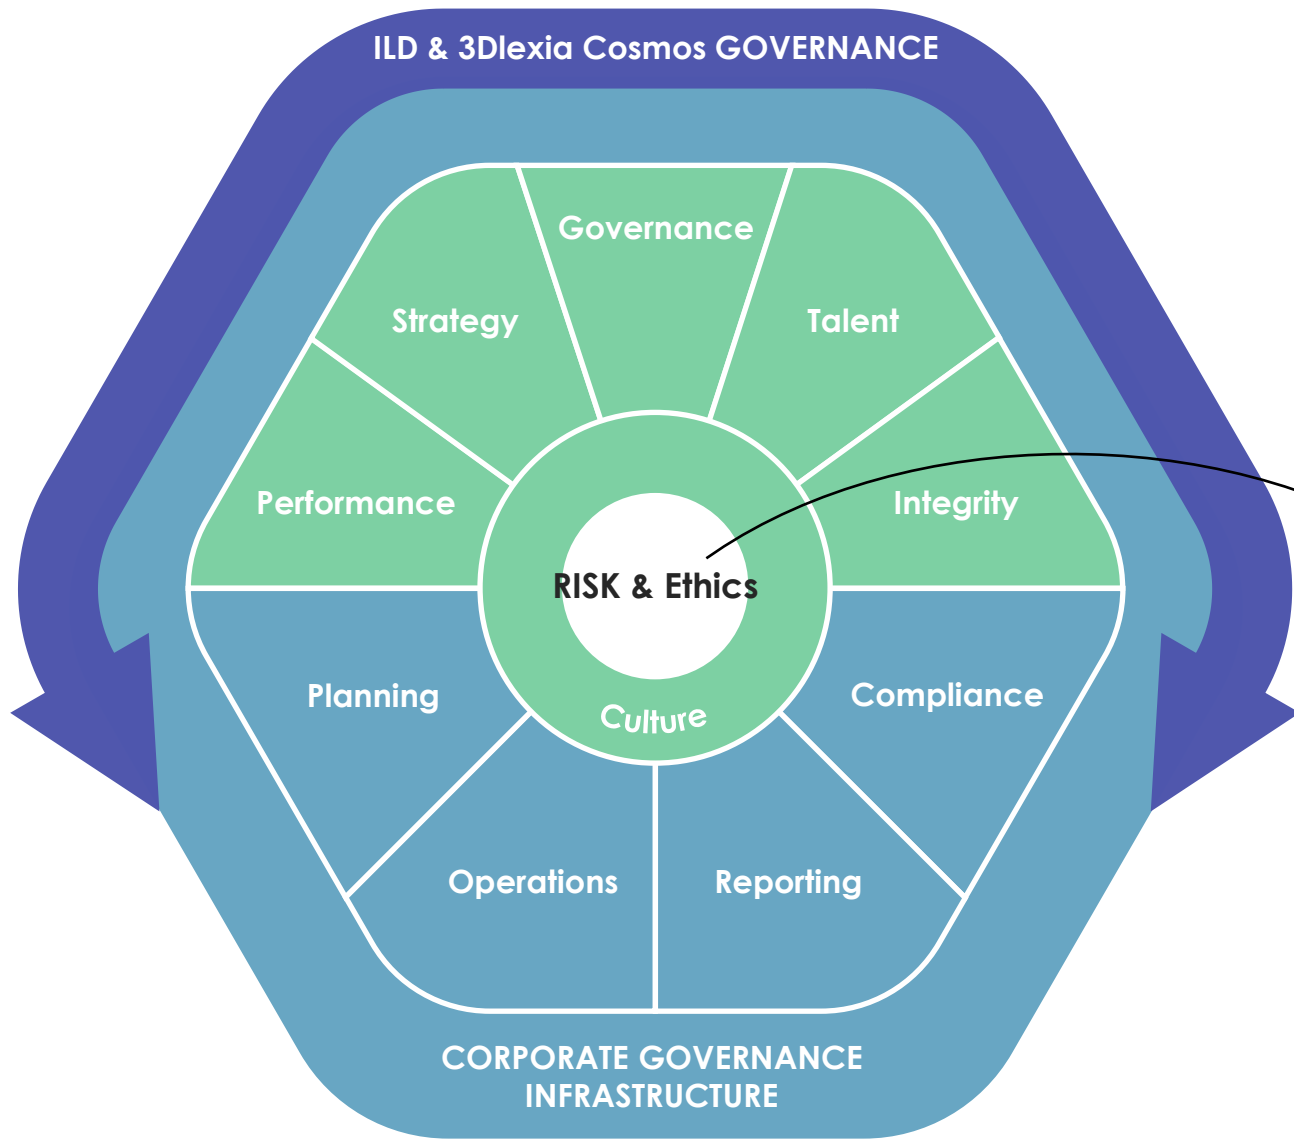 ILD & 3Dlexia Cosmos GOVERNANCE
Governance
Strategy
Talent
Performance
Integrity
RISK & Ethics
Culture
Planning
Compliance
Operations
Reporting
CORPORATE GOVERNANCE
INFRASTRUCTURE